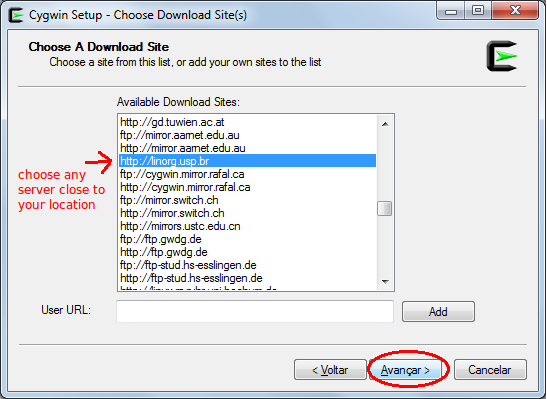 Cygwin Setup - Choose Download Site(s)
Choose A Download Site
Choose a site from this list, or add your own sites to the list
Available Download Sites:
http://gd.tuwien.ac.at
ftp://mirror.aarnet.edu.au
http://mirror.aarnet.edu.au
http://linorg.usp.br
ftp://cygwin.mirror.rafal.ca
http://cygwin.mirror.rafal.ca
ftp://mirror.switch.ch
http://mirror.switch.ch
http://mirrors.ustc.edu.cn
ftp://ftp.gwdg.de
http://ftp.gwdg.de
ftp://ftp-stud.hs-esslingen.de
http://ftp-stud.hs-esslingen.de
choose any
server close to
your location
User URL:
Add
< Voltar
Avançar >
Cancelar